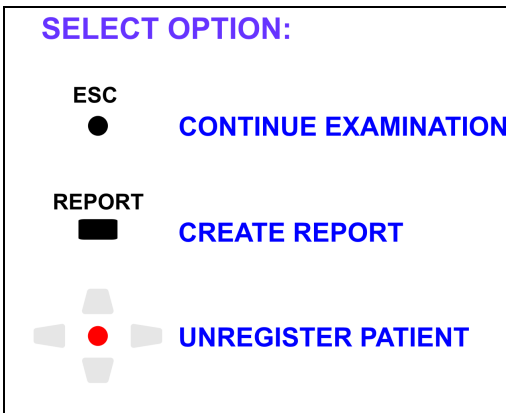 SELECT OPTION:
ESC
CONTINUE EXAMINATION
REPORT
CREATE REPORT
UNREGISTER PATIENT